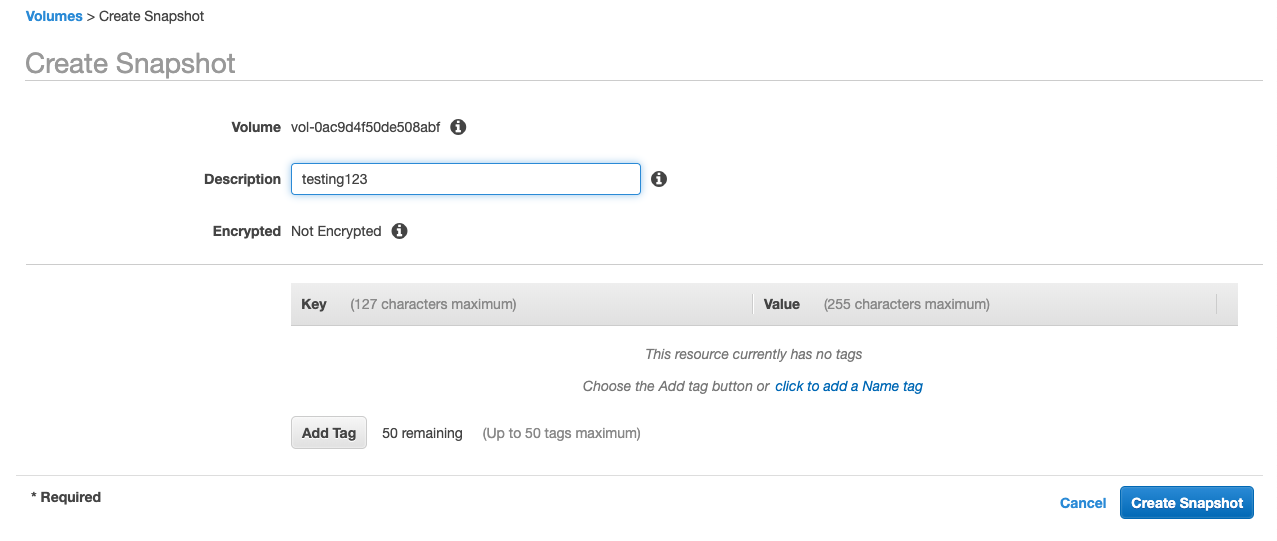 Volumes > Create Snapshot
Create Snapshot
Volume vol-0ac9d4f50de508abf
Description testing123
Encrypted Not Encrypted
Key (127 characters maximum) Value (255 characters maximum)
This resource currently has no tags
Choose the Add tag button or click to add a Name tag
Add Tag 50 remaining (Up to 50 tags maximum)
* Required
Cancel Create Snapshot